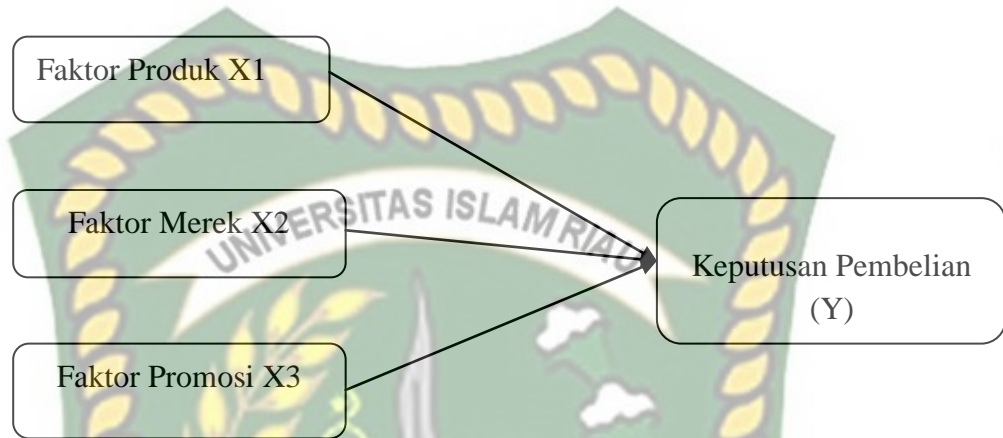 Faktor Produk X1
UNIVERSITAS ISLAM RIAU
Faktor Merek X2
Keputusan Pembelian
(Y)
Faktor Promosi X3